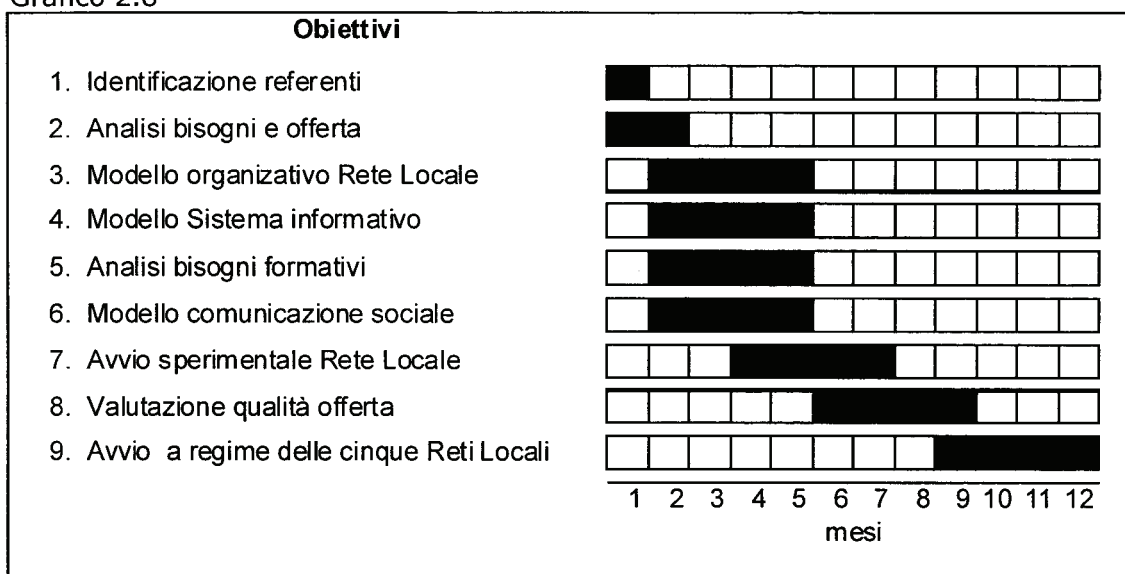 Grafico 2.8
Obiettivi
1. Identificazione referenti
2. Analisi bisogni e offerta
3. Modello organizativo Rete Locale
4. Modello Sistema informativo
5. Analisi bisogni formativi
6. Modello comunicazione sociale
7. Avvio sperimentale Rete Locale
8. Valutazione qualità offerta
9. Avvio a regime delle cinque Reti Locali
1 2 3 4 5 6 7 8 9 10 11 12
mesi